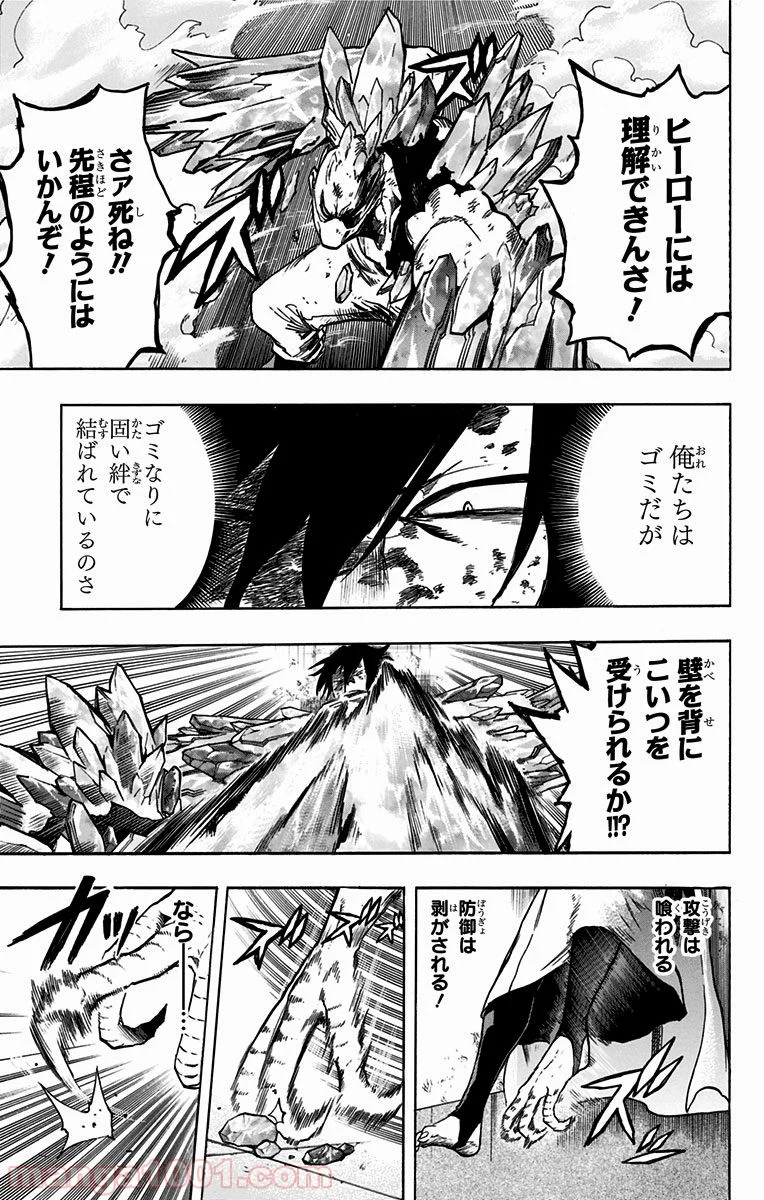 ヒーローには
理解できんさ！
さァ死ね!!
先程のようには
いかんぞ！
ズ
ズ
俺たちは
ゴミだが
ゴミなりに
固い絆で
結ばれているのさ
壁を背に
こいつを
受けられるか!!!?
攻撃は
喰われる
防御は
剥がされる！
ズズ
ズズ
なら……
ガッ
manga1001.com